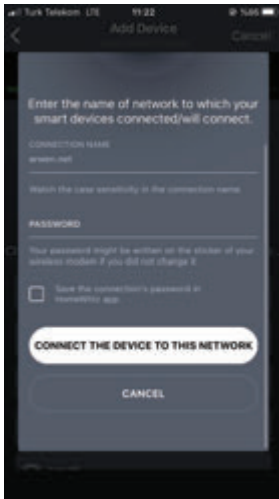 Turk Telekom LTE 11:22 %86
Add Device
Cancel
Enter the name of network to which your
smart devices connected/will connect.
CONNECTION NAME
arwen.net
Watch the case sensitivity in the connection name
PASSWORD
Your password might be written on the sticker of your
wireless modem if you did not change it
Save the connection's password in
app.
CONNECT THE DEVICE TO THIS NETWORK
CANCEL